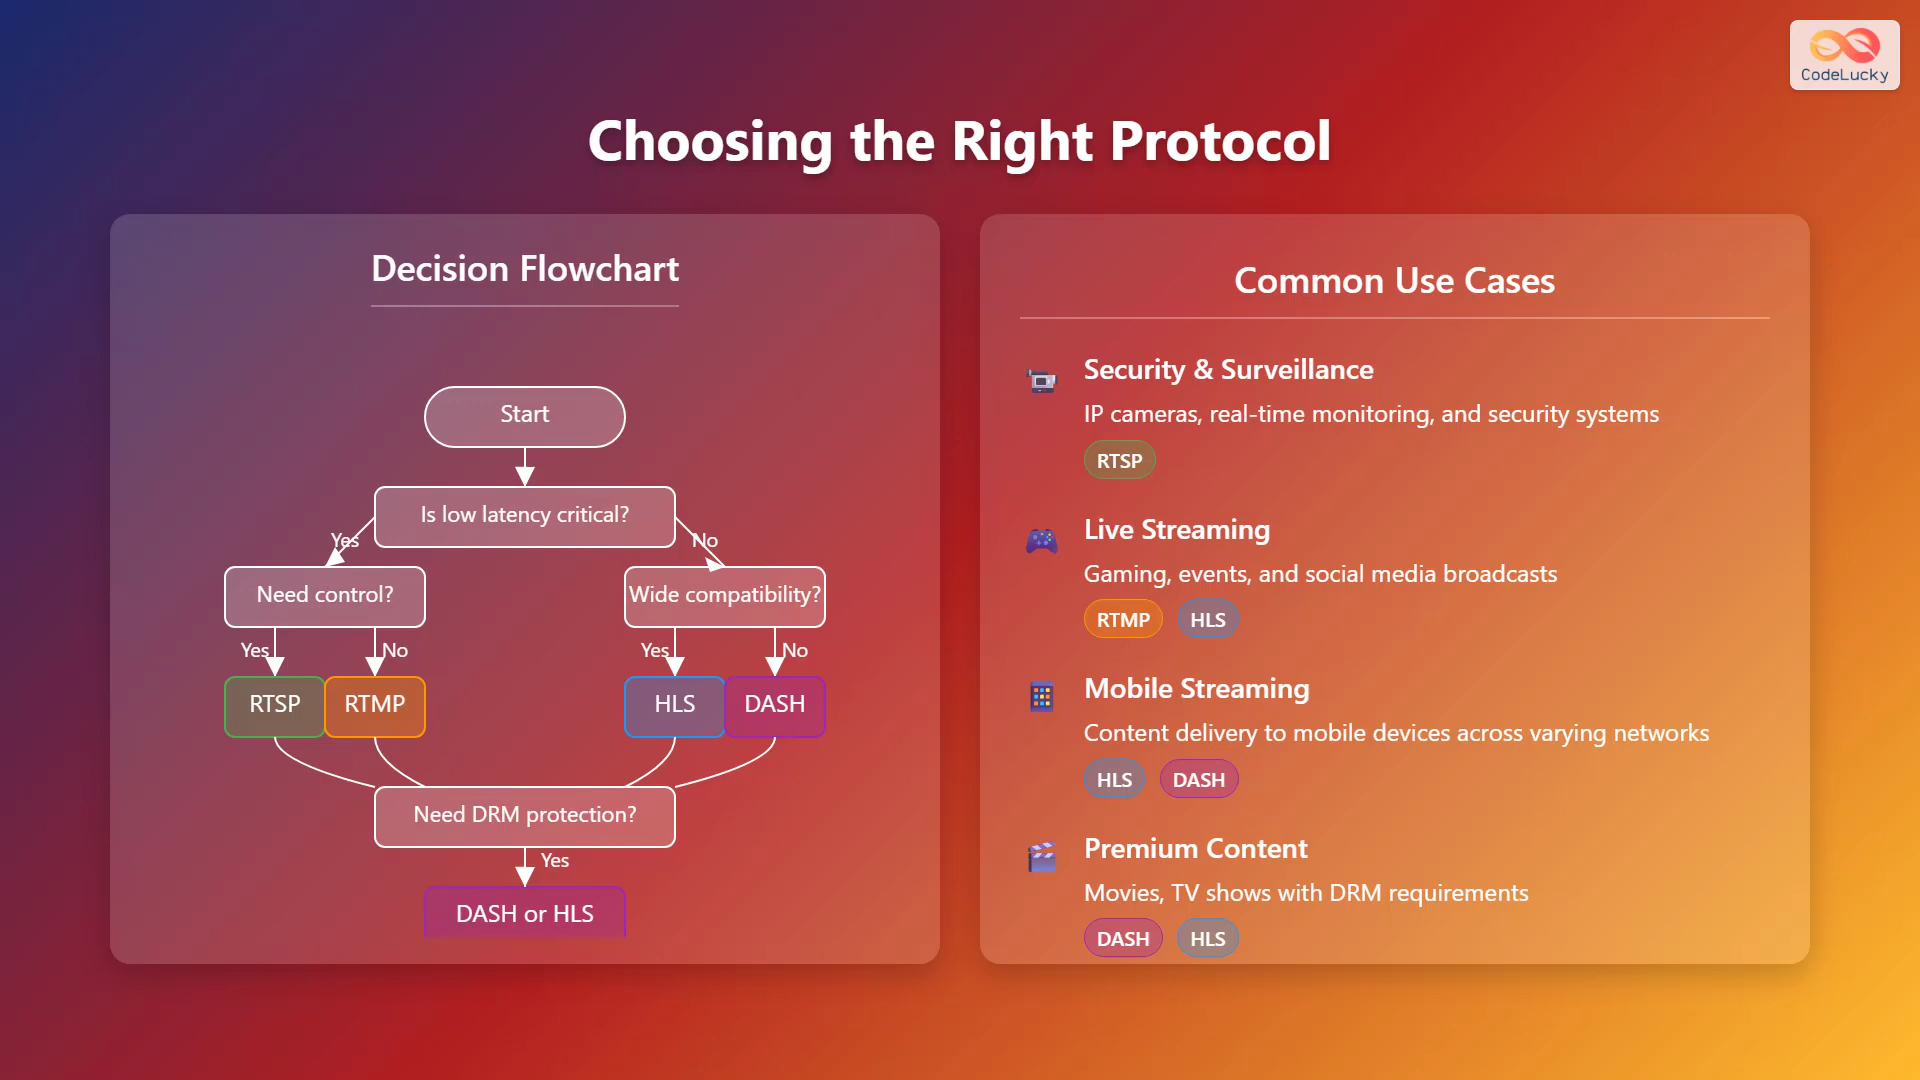 CodeLucky
Choosing the Right Protocol
Decision Flowchart
Start
Is low latency critical?
Yes
No
Need control?
Wide compatibility?
Yes
No
Yes
No
RTSP
RTMP
HLS
DASH
Need DRM protection?
Yes
DASH or HLS
Common Use Cases
Security & Surveillance
IP cameras, real-time monitoring, and security systems
RTSP
Live Streaming
Gaming, events, and social media broadcasts
RTMP HLS
Mobile Streaming
Content delivery to mobile devices across varying networks
HLS DASH
Premium Content
Movies, TV shows with DRM requirements
DASH HLS